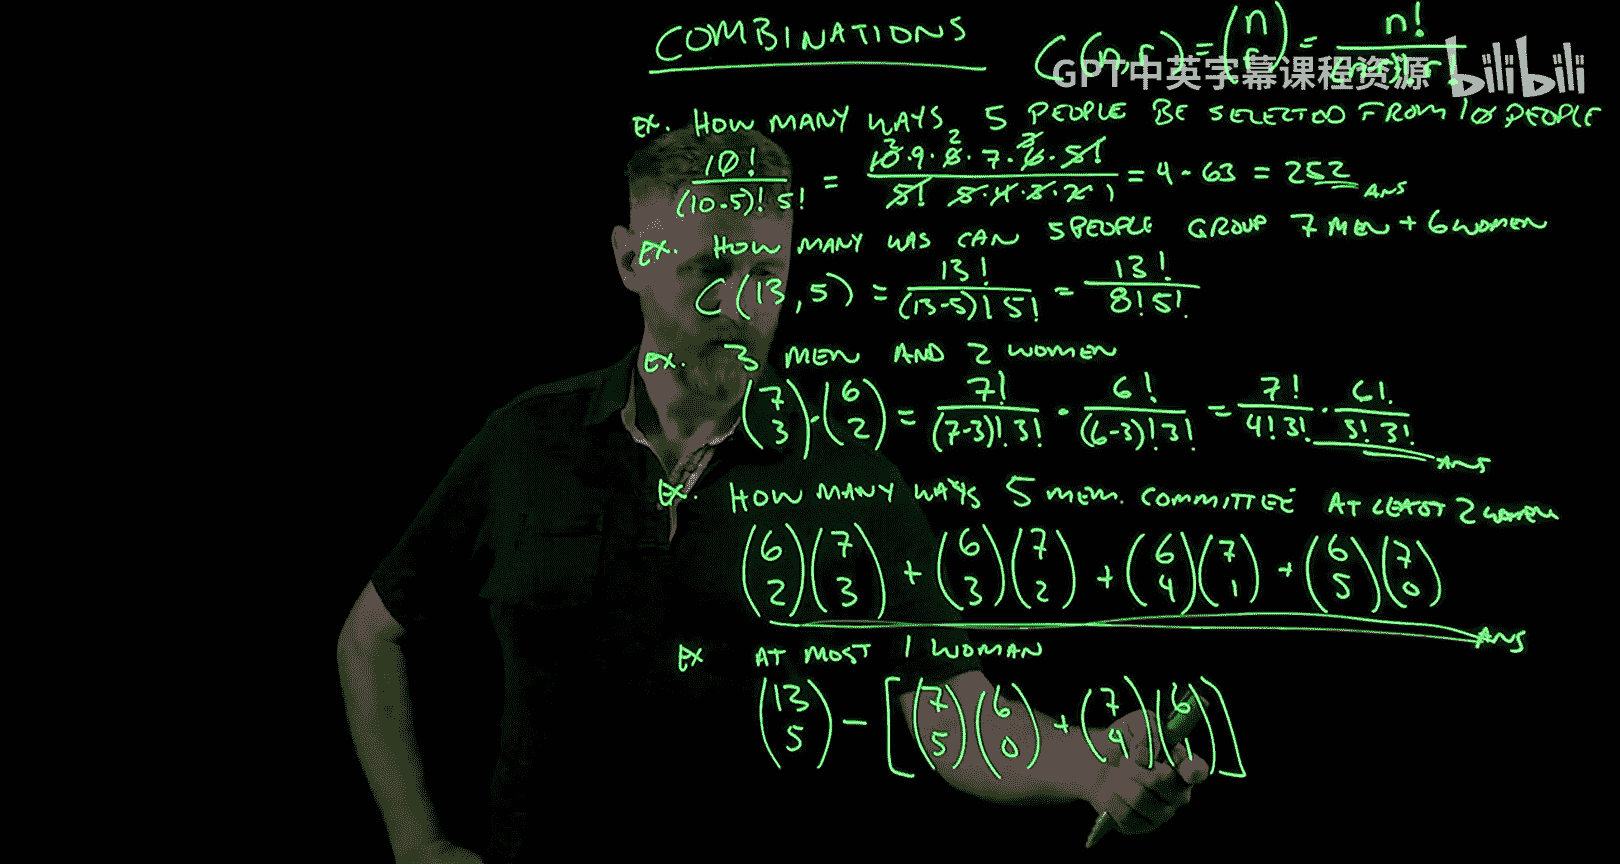 COMBINATIONS C(n,r) = (n r) = n! / (n-r)! r!
GPT中英字幕课程资源 bilibili
EX. HOW MANY WAYS, 5 PEOPLE BE SELECTED FROM 10 PEOPLE
10! / (10-5)! 5! = 10·9·8·7·6·5! / 5! 5·4·3·2·1 = 4·63 = 252 ANS
EX. HOW MANY WAS CAN 5 PEOPLE GROUP 7 MEN + 6 WOMEN
C(13,5) = 13! / (13-5)! 5! = 13! / 8! 5!
EX. 3 MEN AND 2 WOMEN
(7 3)·(6 2) = 7! / (7-3)! 3! · 6! / (6-3)! 3! = 7! / 4! 3! · 6! / 3! 3! ANS
EX. HOW MANY WAYS 5 MEM. COMMITTEE AT LEAST 2 WOMEN
(6 2)(7 3) + (6 3)(7 2) + (6 4)(7 1) + (6 5)(7 0)
ANS
EX AT MOST 1 WOMAN
(13 5) - [(7 5)(6 0) + (7 4)(6 1)]